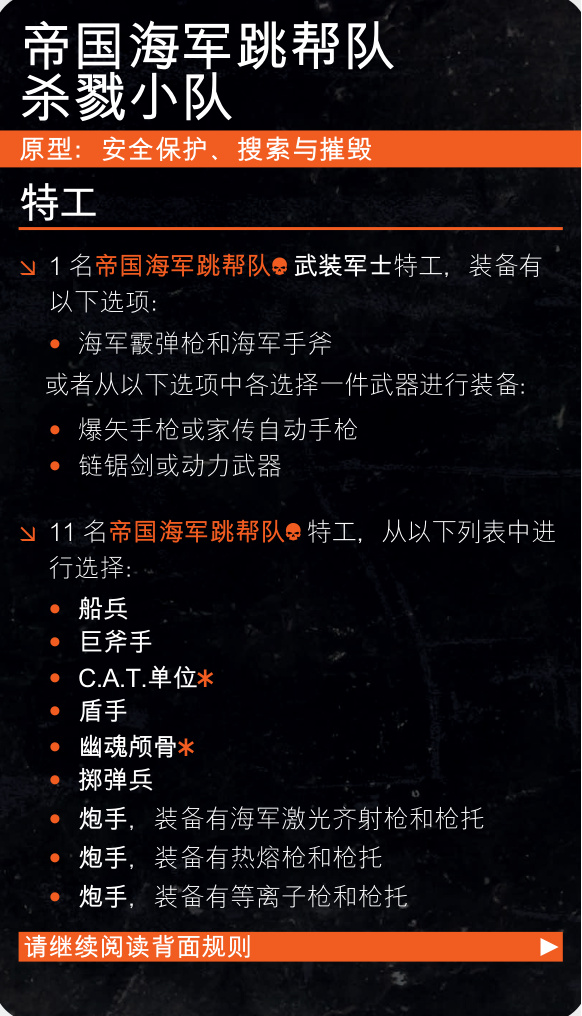 帝国海军跳帮队
杀戮小队
原型：安全保护、搜索与摧毁
特工
1 名帝国海军跳帮队 武装军士特工，装备有
以下选项:
• 海军霰弹枪和海军手斧
或者从以下选项中各选择一件武器进行装备:
• 爆矢手枪或家传自动手枪
• 链锯剑或动力武器
11 名帝国海军跳帮队 特工，从以下列表中进
行选择:
• 船兵
• 巨斧手
• C.A.T.单位*
• 盾手
• 幽魂颅骨*
• 掷弹兵
• 炮手，装备有海军激光齐射枪和枪托
• 炮手，装备有热熔枪和枪托
• 炮手，装备有等离子枪和枪托
请继续阅读背面规则